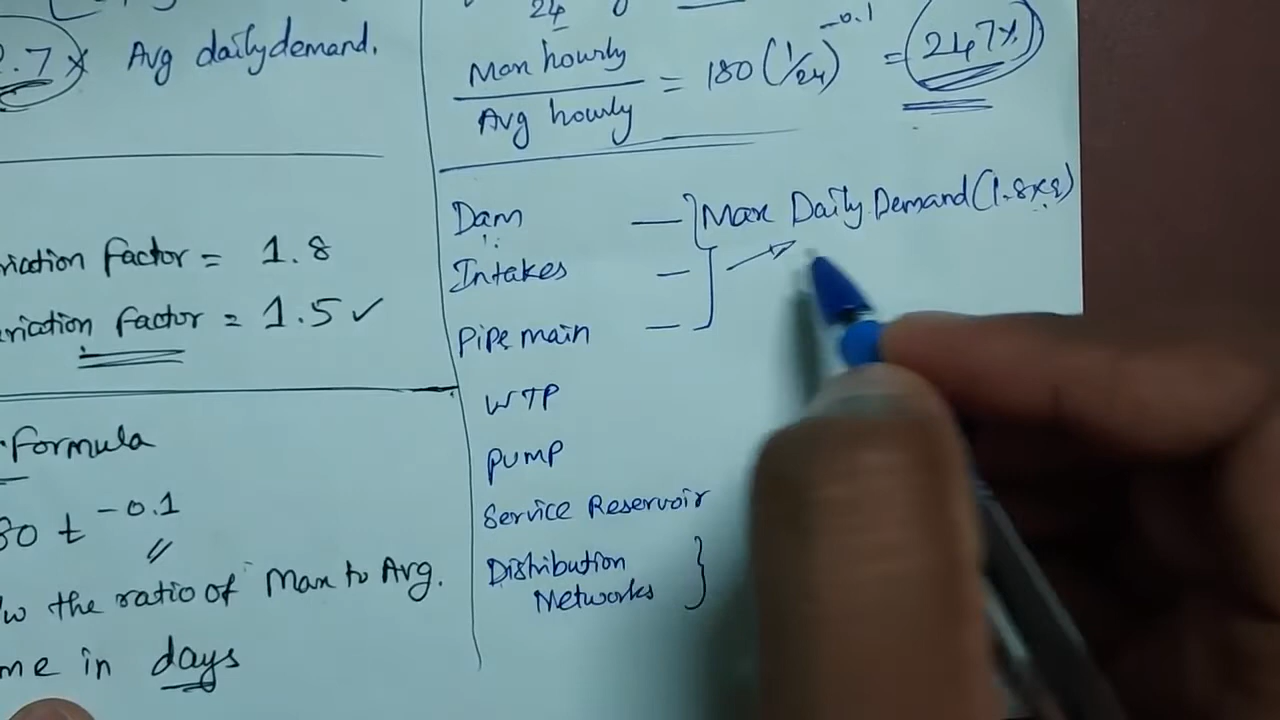 2.7 x Avg daily demand.
riation factor = 1.8
riation factor = 1.5 ✓
Formula
80 t^-0.1
w the ratio of Max to Avg.
me in days
24
Max hourly / Avg hourly = 180 (1/24)^-0.1 = 247%.
Dam — Max Daily Demand (1.8xq)
Intakes —
Pipe main —
WTP
PUMP
Service Reservoir
Distribution
Networks